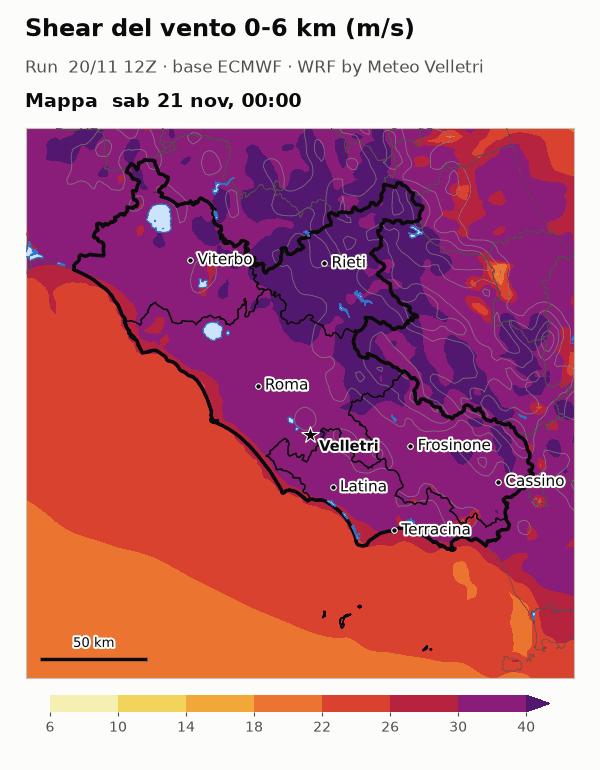 Shear del vento 0-6 km (m/s)
Run  20/11 12Z · base ECMWF · WRF by Meteo Velletri
Mappa  sab 21 nov, 00:00
Viterbo
Rieti
Roma
Velletri
Frosinone
Cassino
Latina
Terracina
50 km
6 10 14 18 22 26 30 40